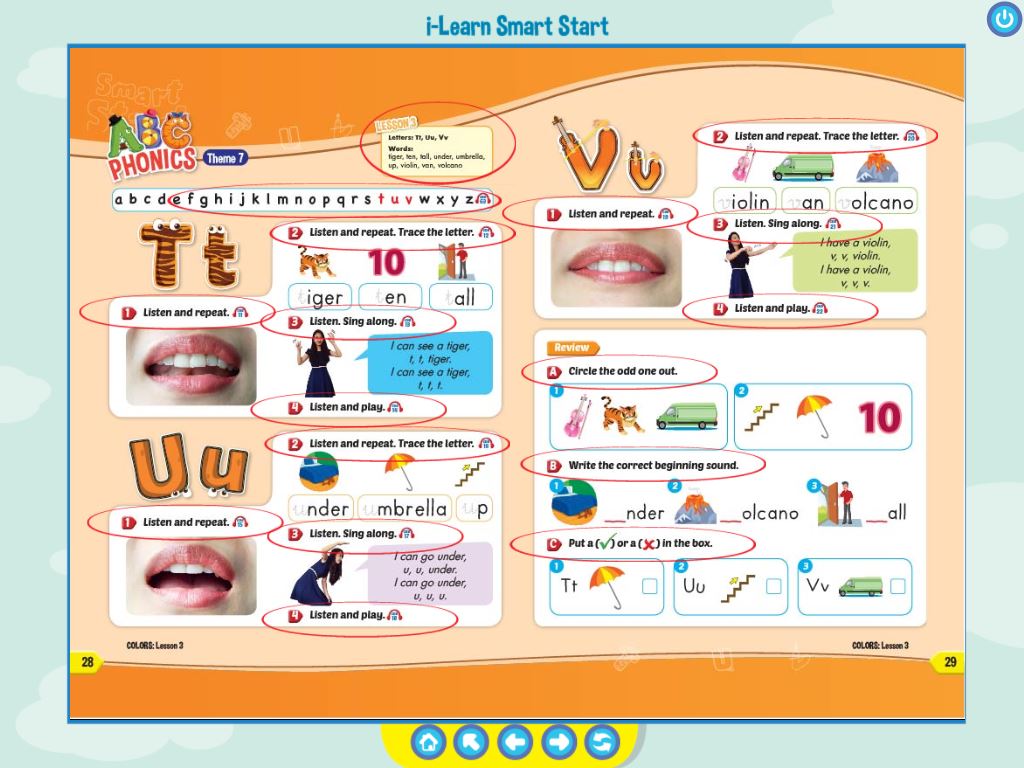 i-Learn Smart Start
Smart
St
ABC
PHONICS
Theme 7
LESSON 3
Letters: Tt, Uu, Vv
Words:
tiger, ten, tall, under, umbrella,
up, violin, van, volcano
a b c d e f g h i j k l m n o p q r s t u v w x y z
Tt
1 Listen and repeat.
2 Listen and repeat. Trace the letter.
10
tiger ten tall
3 Listen. Sing along.
I can see a tiger,
t, t, tiger.
I can see a tiger,
t, t, t.
4 Listen and play.
Uu
1 Listen and repeat.
2 Listen and repeat. Trace the letter.
under umbrella up
3 Listen. Sing along.
I can go under,
u, u, under.
I can go under,
u, u, u.
4 Listen and play.
COLORS: Lesson 3
28
Vv
1 Listen and repeat.
2 Listen and repeat. Trace the letter.
violin van volcano
3 Listen. Sing along.
I have a violin,
v, v, violin.
I have a violin,
v, v, v.
4 Listen and play.
Review
A Circle the odd one out.
1 2 10
B Write the correct beginning sound.
1 __nder 2 __olcano 3 __all
C Put a (✓) or a (✗) in the box.
1 Tt 2 Uu 3 Vv
COLORS: Lesson 3
29